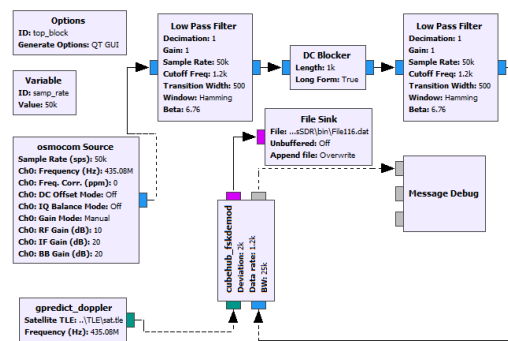 Options
ID: top_block
Generate Options: QT GUI
Variable
ID: samp_rate
Value: 50k
osmocom Source
Sample Rate (sps): 50k
Ch0: Frequency (Hz): 435.08M
Ch0: Freq. Corr. (ppm): 0
Ch0: DC Offset Mode: Off
Ch0: IQ Balance Mode: Off
Ch0: Gain Mode: Manual
Ch0: RF Gain (dB): 10
Ch0: IF Gain (dB): 20
Ch0: BB Gain (dB): 20
gpredict_doppler
Satellite TLE: ..\TLE\sat.tle
Frequency (Hz): 435.08M
Low Pass Filter
Decimation: 1
Gain: 1
Sample Rate: 50k
Cutoff Freq: 1.2k
Transition Width: 500
Window: Hamming
Beta: 6.76
DC Blocker
Length: 1k
Long Form: True
Low Pass Filter
Decimation: 1
Gain: 1
Sample Rate: 50k
Cutoff Freq: 1.2k
Transition Width: 500
Window: Hamming
Beta: 6.76
File Sink
File: ...sSDR\bin\File116.dat
Unbuffered: Off
Append file: Overwrite
Message Debug
cubehub_fskdemod
Deviation: 2k
Data rate: 1.2k
BW: 25k